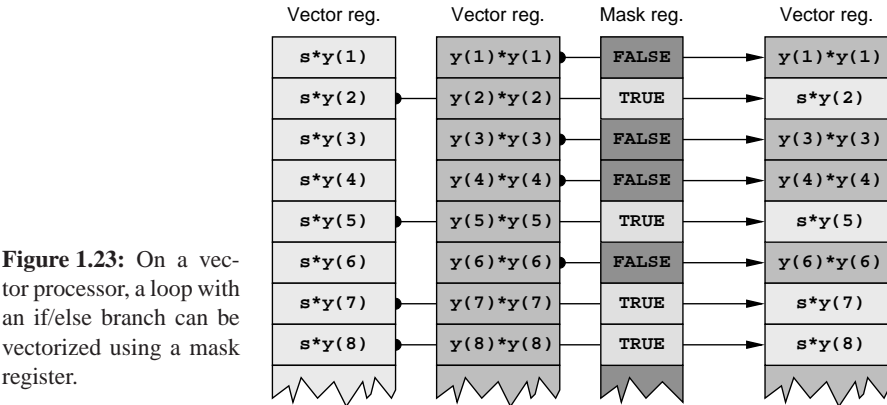 Vector reg. Vector reg. Mask reg. Vector reg.
s*y(1) y(1)*y(1) FALSE y(1)*y(1)
s*y(2) y(2)*y(2) TRUE s*y(2)
s*y(3) y(3)*y(3) FALSE y(3)*y(3)
s*y(4) y(4)*y(4) FALSE y(4)*y(4)
s*y(5) y(5)*y(5) TRUE s*y(5)
s*y(6) y(6)*y(6) FALSE y(6)*y(6)
s*y(7) y(7)*y(7) TRUE s*y(7)
s*y(8) y(8)*y(8) TRUE s*y(8)
Figure 1.23: On a vec-
tor processor, a loop with
an if/else branch can be
vectorized using a mask
register.